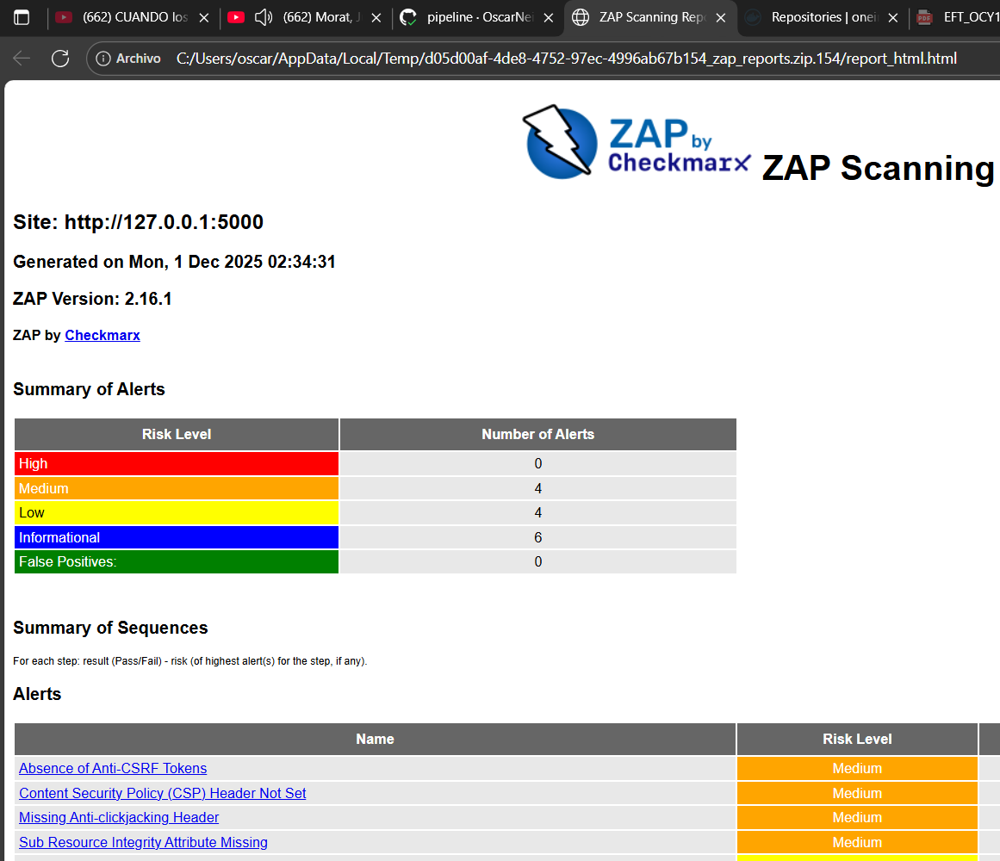 (662) CUANDO los
(662) Morat, J
pipeline · OscarNei
ZAP Scanning Repo
Repositories | onein
PDF
EFT_OCY1
Archivo C:/Users/oscar/AppData/Local/Temp/d05d00af-4de8-4752-97ec-4996ab67b154_zap_reports.zip.154/report_html.html
ZAP by
Checkmarx
ZAP Scanning
Site: http://127.0.0.1:5000
Generated on Mon, 1 Dec 2025 02:34:31
ZAP Version: 2.16.1
ZAP by Checkmarx
Summary of Alerts
Risk Level Number of Alerts
High 0
Medium 4
Low 4
Informational 6
False Positives: 0
Summary of Sequences
For each step: result (Pass/Fail) - risk (of highest alert(s) for the step, if any).
Alerts
Name Risk Level
Absence of Anti-CSRF Tokens Medium
Content Security Policy (CSP) Header Not Set Medium
Missing Anti-clickjacking Header Medium
Sub Resource Integrity Attribute Missing Medium